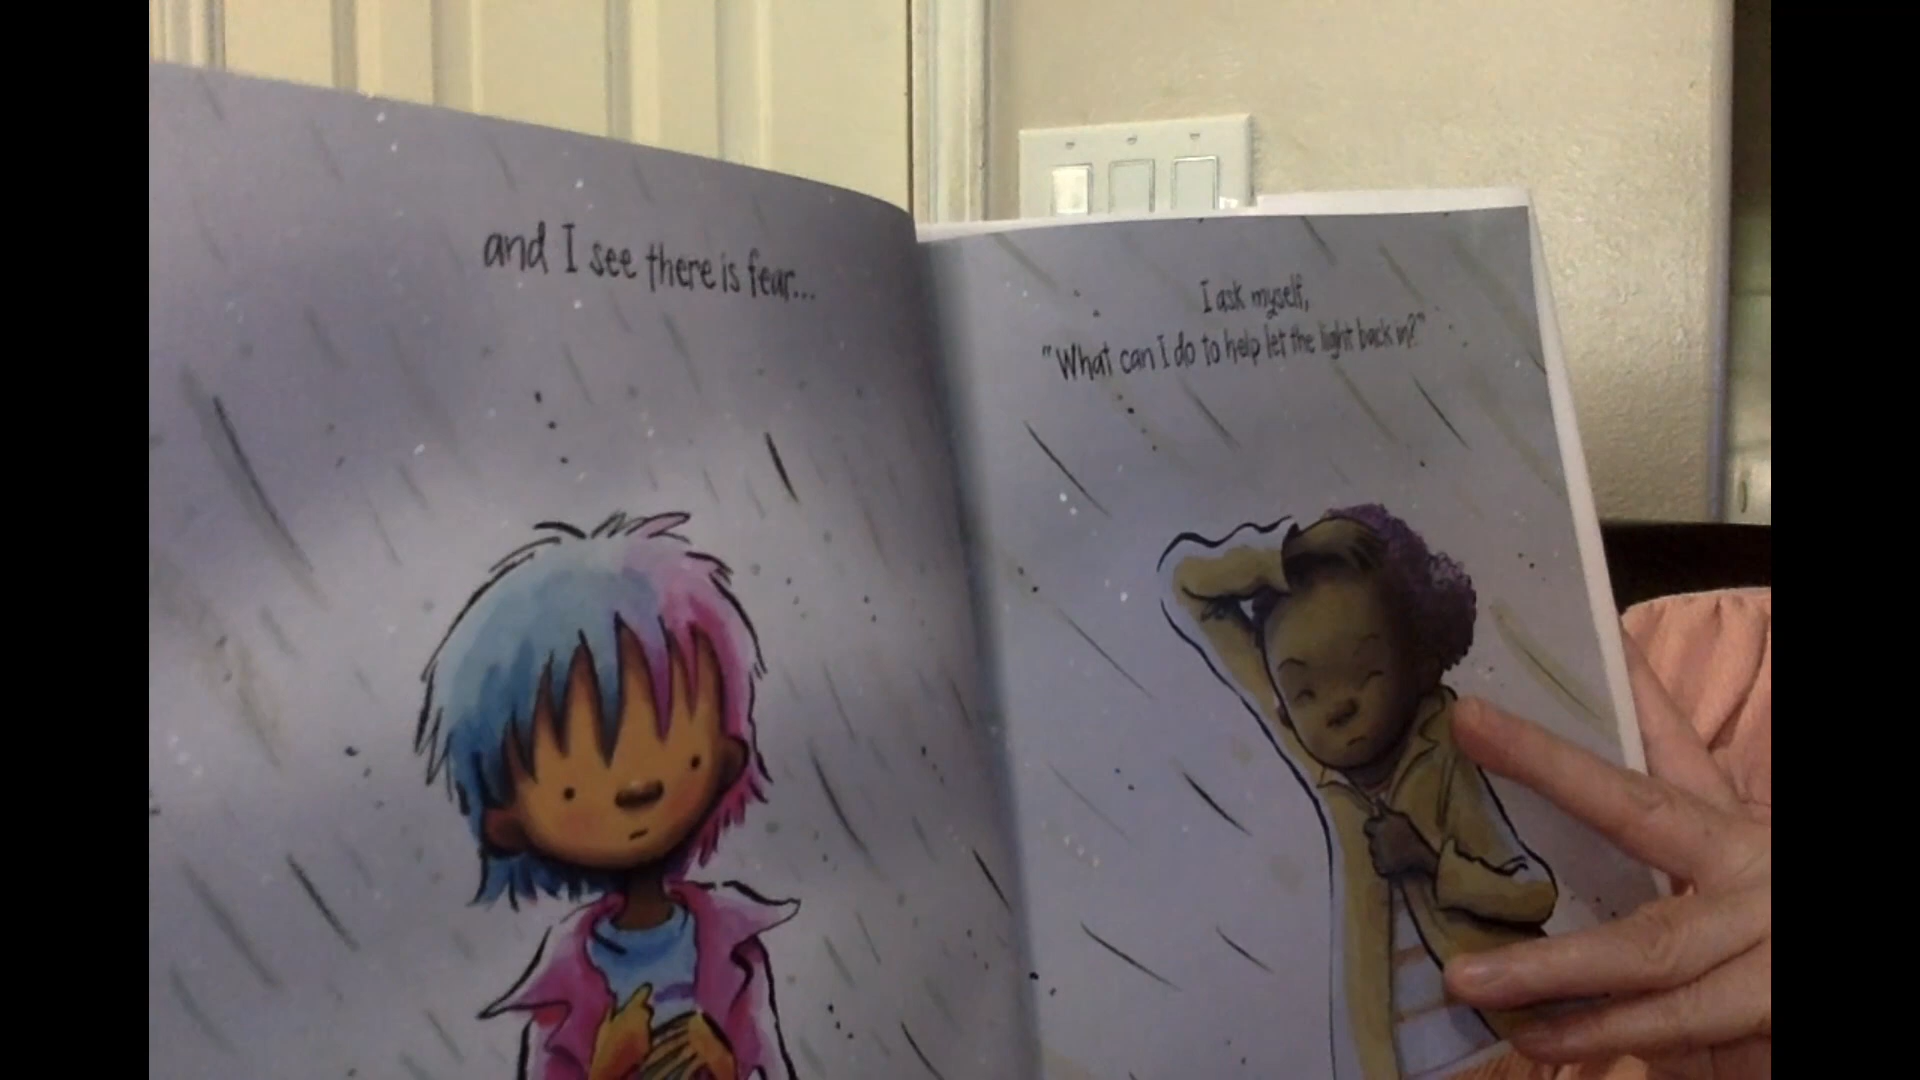 and I see there is fear...
I ask myself,
"What can I do to help let the light back in?"